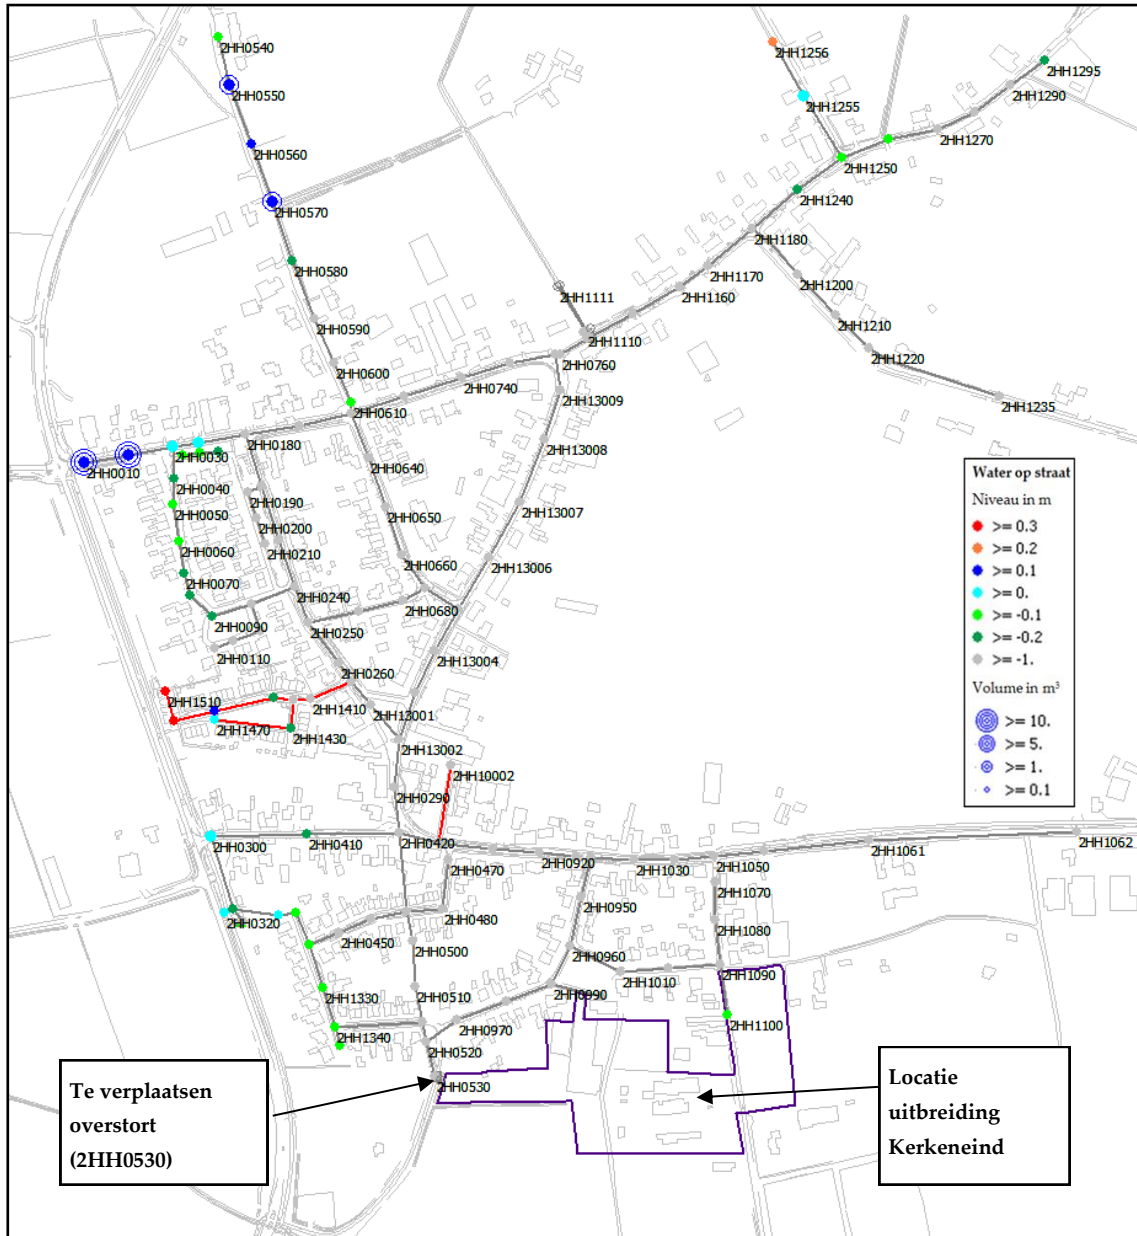 2HH0540
2HH1256
2HH1295
2HH0550
2HH1290
2HH1255
2HH1270
2HH0560
2HH1250
2HH0570
2HH1240
2HH1180
2HH0580
2HH1170
2HH1200
2HH1111
2HH1160
2HH1210
2HH0590
2HH1110
2HH1220
2HH0760
2HH0600
2HH0740
2HH13009
2HH1235
2HH0610
2HH0180
2HH13008
2HH0030
2HH0010
2HH0640
2HH0040
2HH0190
2HH0050
2HH0650
2HH13007
2HH0200
2HH0060
2HH0210
2HH0660
2HH13006
2HH0070
2HH0240
2HH0680
2HH0090
2HH0250
2HH0110
2HH13004
2HH0260
2HH1510
2HH1410
2HH13001
2HH1470
2HH1430
2HH13002
2HH10002
2HH0290
2HH0300
2HH0410
2HH0420
2HH0920
2HH1030
2HH1050
2HH1061
2HH1062
2HH0470
2HH1070
2HH0950
2HH0320
2HH0480
2HH1080
2HH0450
2HH0500
2HH0960
2HH1090
2HH1010
2HH0990
2HH1330
2HH0510
2HH1100
2HH0970
2HH1340
2HH0520
2HH0530
Water op straat
Niveau in m
>= 0.3
>= 0.2
>= 0.1
>= 0.
>= -0.1
>= -0.2
>= -1.
Volume in m³
>= 10.
>= 5.
>= 1.
>= 0.1
Te verplaatsen
overstort
(2HH0530)
Locatie
uitbreiding
Kerkeneind